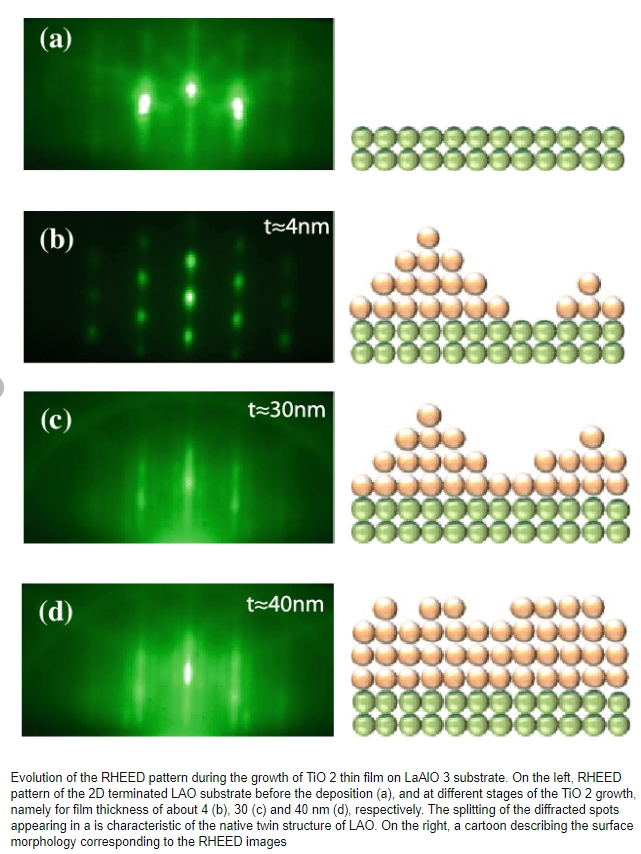 (a)
(b)
t≈4nm
(c)
t≈30nm
(d)
t≈40nm
Evolution of the RHEED pattern during the growth of TiO 2 thin film on LaAlO 3 substrate. On the left, RHEED
pattern of the 2D terminated LAO substrate before the deposition (a), and at different stages of the TiO 2 growth,
namely for film thickness of about 4 (b), 30 (c) and 40 nm (d), respectively. The splitting of the diffracted spots
appearing in a is characteristic of the native twin structure of LAO. On the right, a cartoon describing the surface
morphology corresponding to the RHEED images